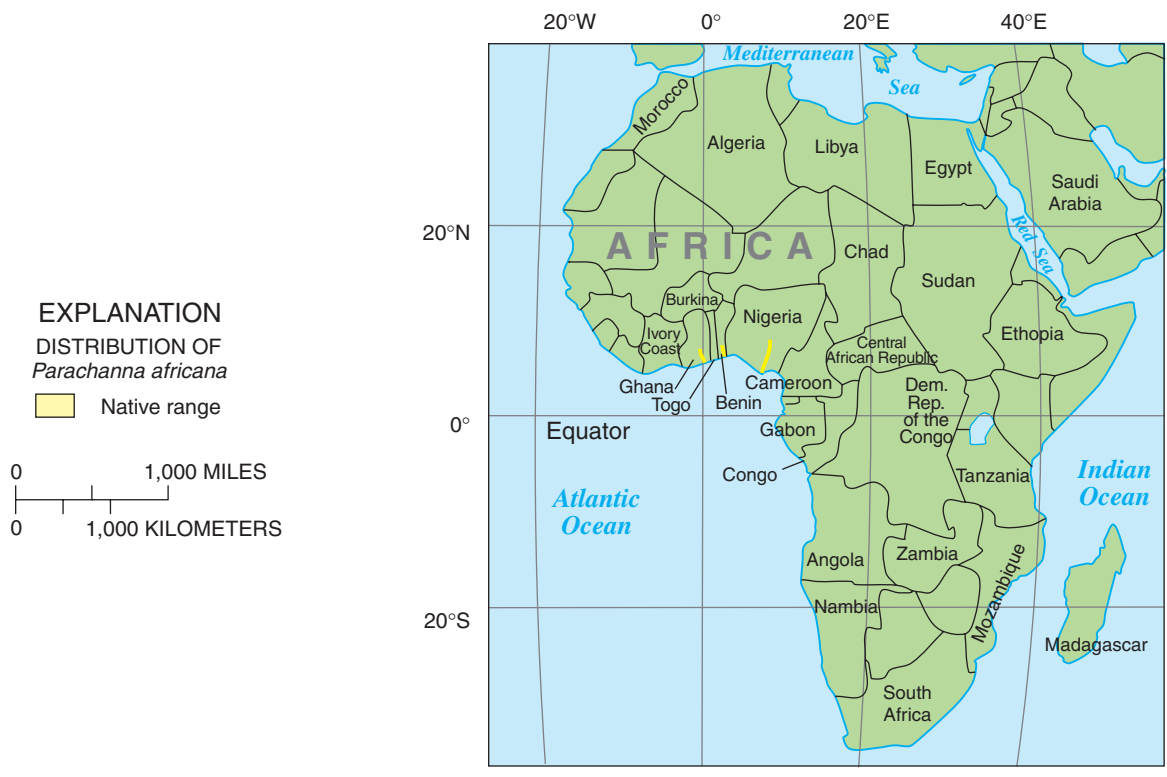 20°W 0° 20°E 40°E
Mediterranean
Sea
Morocco
Algeria
Libya
Egypt
Saudi
Arabia
Red Sea
20°N
AFRICA
Chad
Sudan
Burkina
Nigeria
Ethiopia
Ivory
Coast
Central
African Republic
Ghana
Togo
Benin
Cameroon
Dem.
Rep.
of the
Congo
0°
Equator
Gabon
Congo
Tanzania
Indian
Ocean
Atlantic
Ocean
Angola
Zambia
Mozambique
Nambia
20°S
Madagascar
South
Africa
EXPLANATION
DISTRIBUTION OF
Parachanna africana
Native range
0 1,000 MILES
0 1,000 KILOMETERS